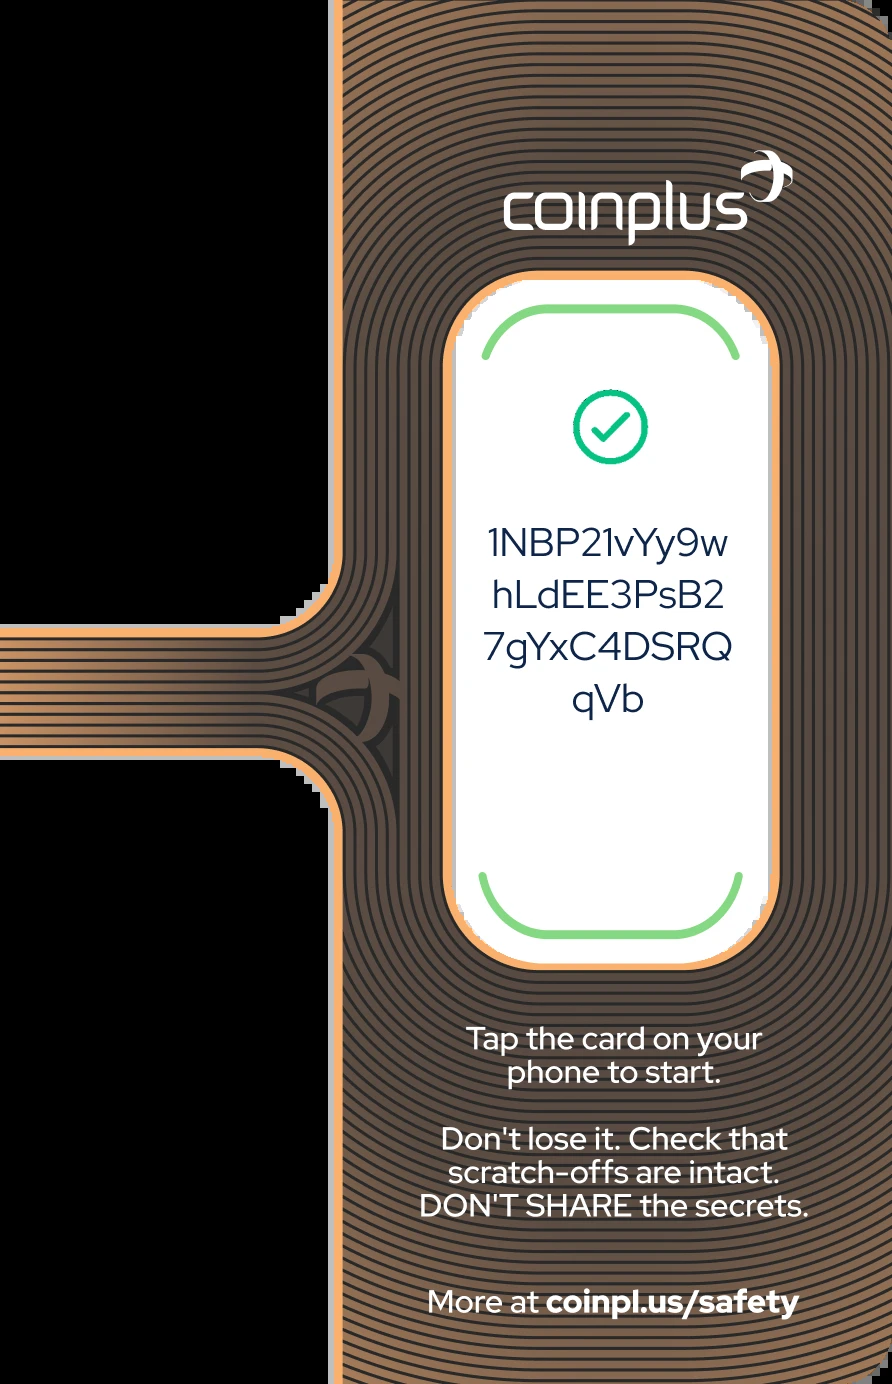 coinplus
1NBP21vYy9w
hLdEE3PsB2
7gYxC4DSRQ
qVb
Tap the card on your
phone to start.
Don't lose it. Check that
scratch-offs are intact.
DON'T SHARE the secrets.
More at coinpl.us/safety